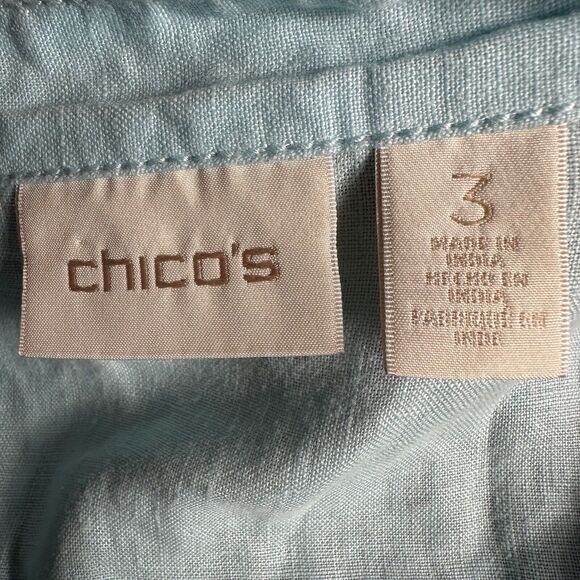 chico's
3
MADE IN
INDIA
HECHO EN
INDIA
FABRIQUÉ EN
INDE